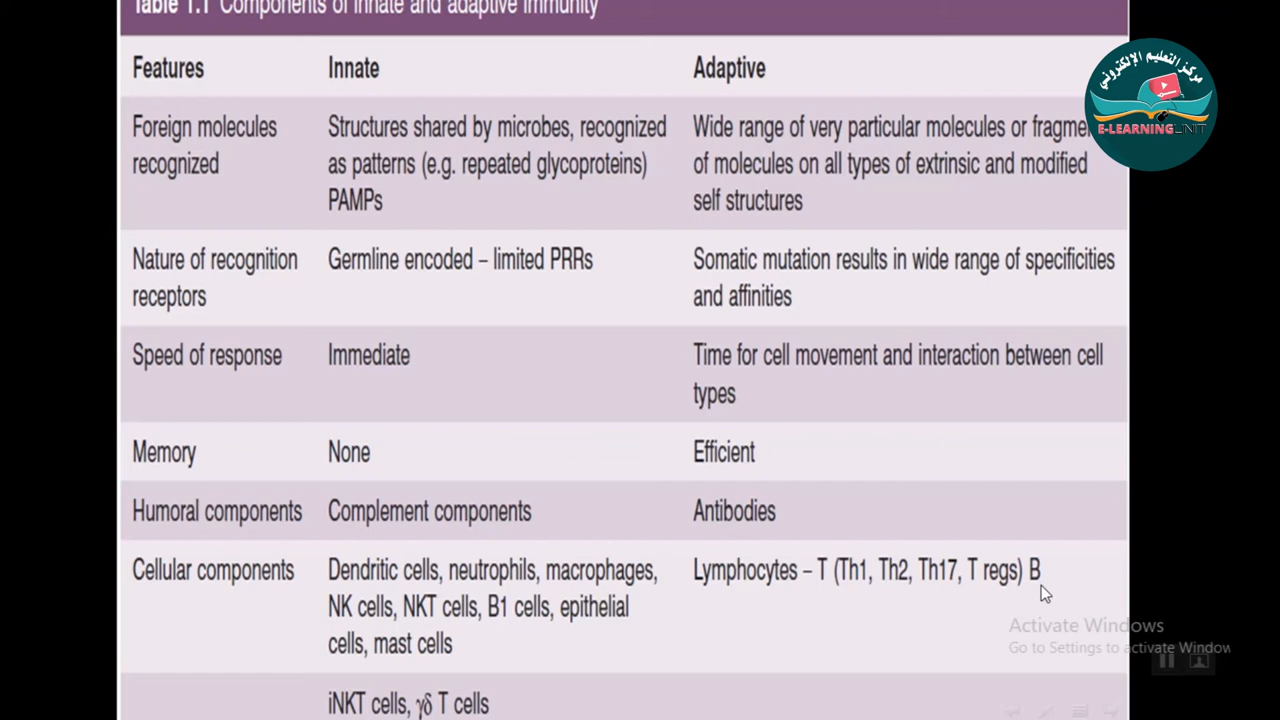 Table 1.1 Components of innate and adaptive immunity
Features Innate Adaptive
Foreign molecules recognized
Structures shared by microbes, recognized
as patterns (e.g. repeated glycoproteins)
PAMPs
Wide range of very particular molecules or fragme
of molecules on all types of extrinsic and modified
self structures
Nature of recognition
receptors
Germline encoded – limited PRRs
Somatic mutation results in wide range of specificities
and affinities
Speed of response
Immediate
Time for cell movement and interaction between cell
types
Memory
None
Efficient
Humoral components
Complement components
Antibodies
Cellular components
Dendritic cells, neutrophils, macrophages,
NK cells, NKT cells, B1 cells, epithelial
cells, mast cells
Lymphocytes – T (Th1, Th2, Th17, T regs) B
iNKT cells, γδ T cells
مركز التعليم الإلكتروني
E-LEARNING UNIT
Activate Windows
Go to Settings to activate Window